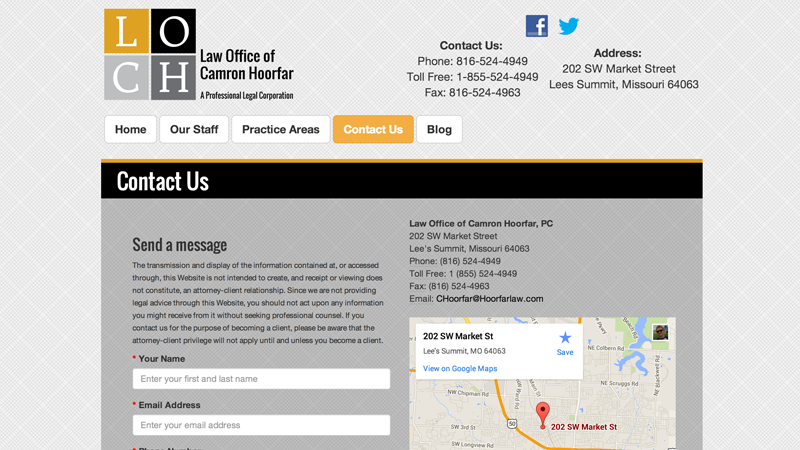 LO
CH
Law Office of
Camron Hoorfar
A Professional Legal Corporation
Contact Us:
Phone: 816-524-4949
Toll Free: 1-855-524-4949
Fax: 816-524-4963
Address:
202 SW Market Street
Lees Summit, Missouri 64063
Home
Our Staff
Practice Areas
Contact Us
Blog
Contact Us
Send a message
The transmission and display of the information contained at, or accessed
through, this Website is not intended to create, and receipt or viewing does
not constitute, an attorney-client relationship. Since we are not providing
legal advice through this Website, you should not act upon any information
you might receive from it without seeking professional counsel. If you
contact us for the purpose of becoming a client, please be aware that the
attorney-client privilege will not apply until and unless you become a client.
* Your Name
Enter your first and last name
* Email Address
Enter your email address
* Phone Number
Law Office of Camron Hoorfar, PC
202 SW Market Street
Lee's Summit, Missouri 64063
Phone: (816) 524-4949
Toll Free: 1 (855) 524-4949
Fax: (816) 524-4963
Email: CHoorfar@Hoorfarlaw.com
202 SW Market St
Lee's Summit, MO 64063
Save
View on Google Maps
NE Colbern Rd
NE Scruggs Rd
NE Blackwell Rd
NW Chipman Rd
SW 3rd St
50
202 SW Market St
SW Longview Rd